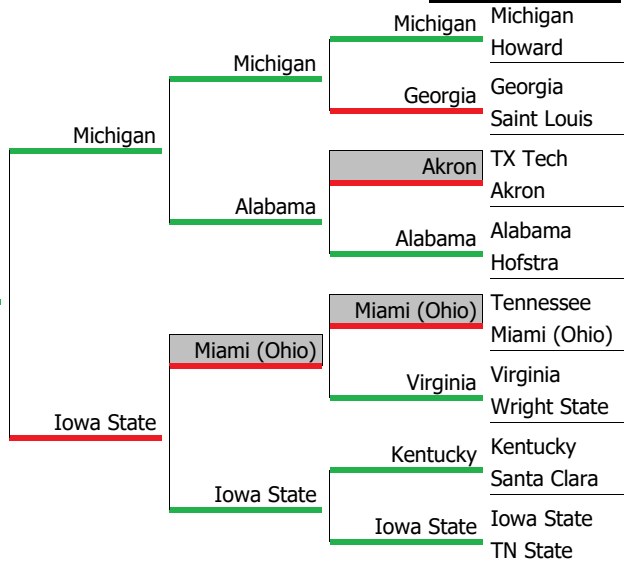 Michigan
Howard
Georgia
Saint Louis
TX Tech
Akron
Alabama
Hofstra
Tennessee
Miami (Ohio)
Virginia
Wright State
Kentucky
Santa Clara
Iowa State
TN State
Michigan
Georgia
Akron
Alabama
Miami (Ohio)
Virginia
Kentucky
Iowa State
Michigan
Alabama
Miami (Ohio)
Iowa State
Michigan
Iowa State